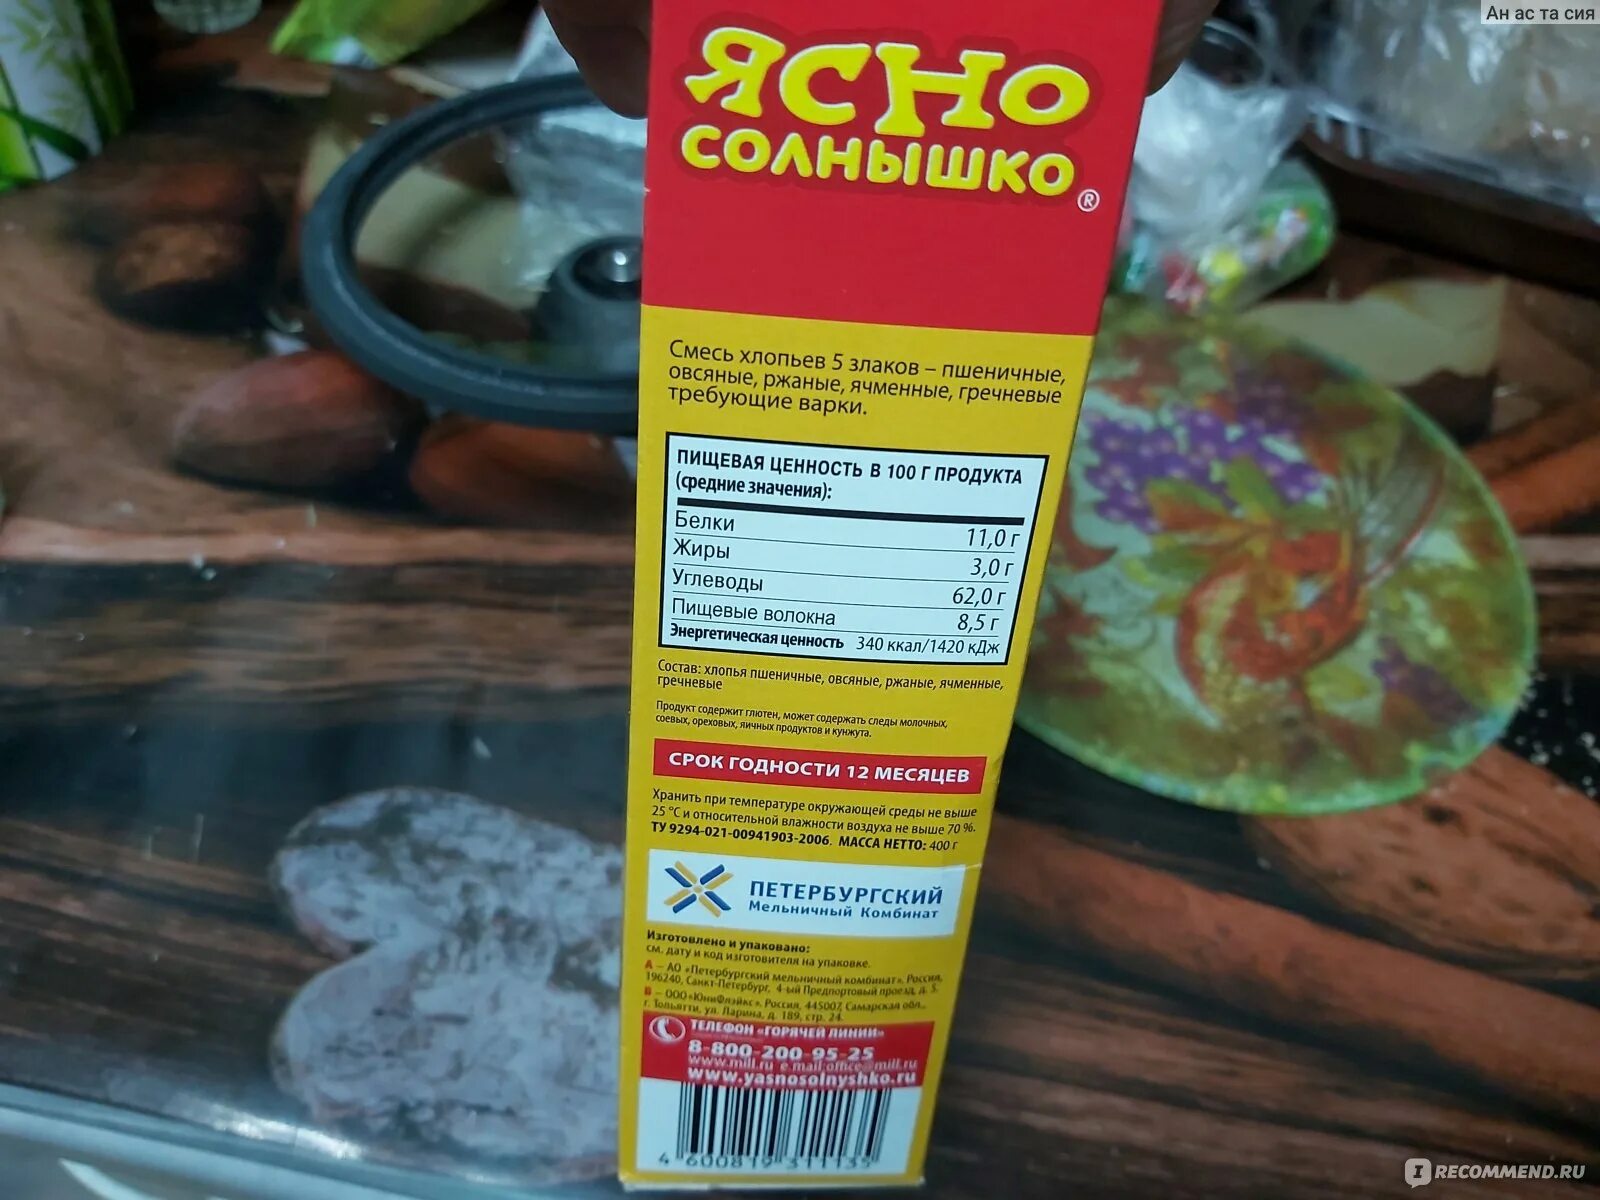 Ан ас та сия
ЯСНО
СОЛНЫШКО®
Смесь хлопьев 5 злаков – пшеничные,
овсяные, ржаные, ячменные, гречневые
требующие варки.
ПИЩЕВАЯ ЦЕННОСТЬ В 100 Г ПРОДУКТА
(средние значения):
Белки 11,0 г
Жиры 3,0 г
Углеводы 62,0 г
Пищевые волокна 8,5 г
Энергетическая ценность 340 ккал/1420 кДж
Состав: хлопья пшеничные, овсяные, ржаные, ячменные,
гречневые
Продукт содержит глютен, может содержать следы молочных,
соевых, ореховых, яичных продуктов и кунжута.
СРОК ГОДНОСТИ 12 МЕСЯЦЕВ
Хранить при температуре окружающей среды не выше
25 °С и относительной влажности воздуха не выше 70 %.
ТУ 9294-021-00941903-2006. МАССА НЕТТО: 400 г
ПЕТЕРБУРГСКИЙ
Мельничный Комбинат
Изготовлено и упаковано:
см. дату и код изготовителя на упаковке.
А – АО «Петербургский мельничный комбинат», Россия,
196240, Санкт-Петербург, 4-ый Предпортовый проезд, д. 5.
В – ООО «ЮниФлэйкс», Россия, 445007, Самарская обл.,
г. Тольятти, ул. Ларина, д. 189, стр. 24.
ТЕЛЕФОН «ГОРЯЧЕЙ ЛИНИИ»
8-800-200-95-25
www.mill.ru e.mail:office@mill.ru
www.yasnosolnyshko.ru
4 600819 311135
IRECOMMEND.RU